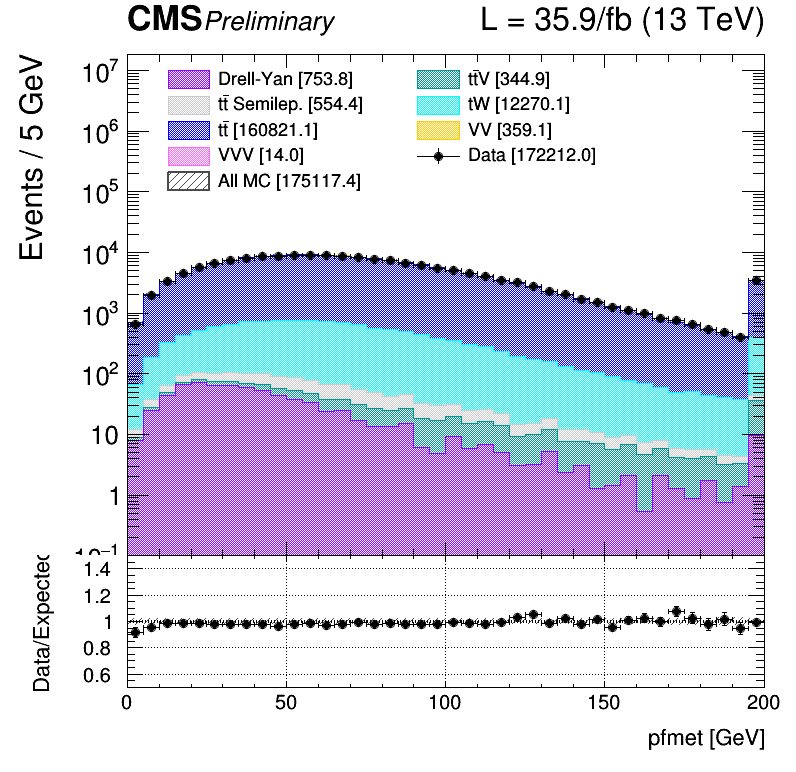 CMS Preliminary L = 35.9/fb (13 TeV)
Events / 5 GeV
10⁷
10⁶
10⁵
10⁴
10³
10²
10
1
10⁻¹
Drell-Yan [753.8]
tt̄ Semilep. [554.4]
tt̄ [160821.1]
VVV [14.0]
All MC [175117.4]
tt̄V [344.9]
tW [12270.1]
VV [359.1]
Data [172212.0]
Data/Expected
1.4
1.2
1
0.8
0.6
0 50 100 150 200
pfmet [GeV]